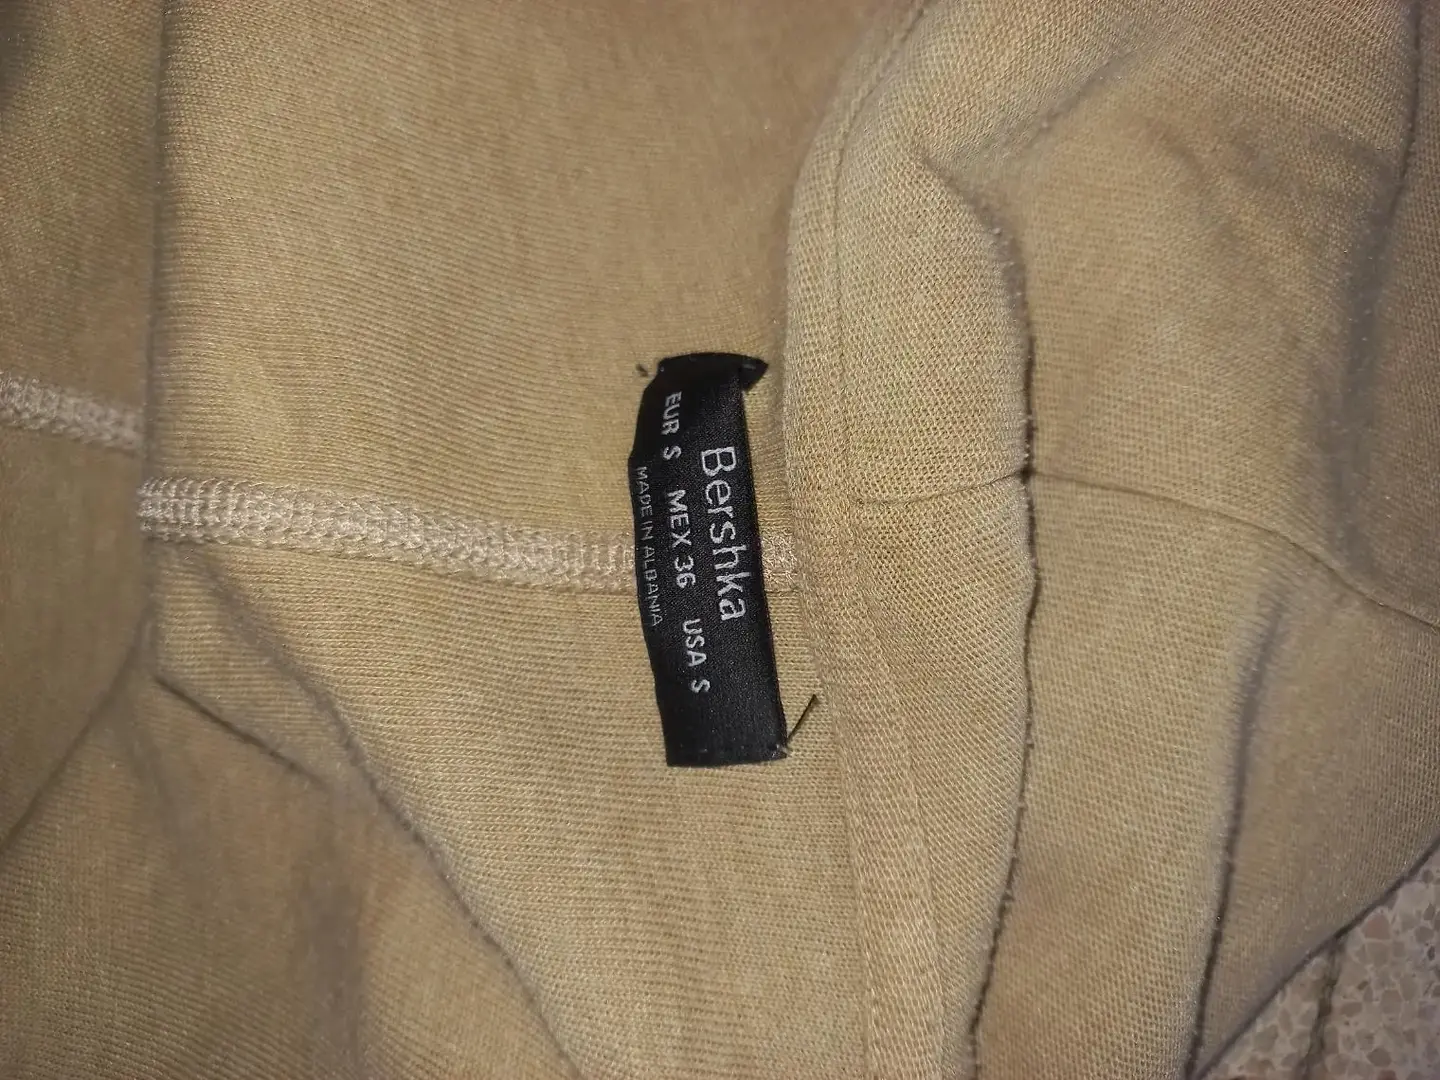 Bershka
EUR S MEX 36 USA S
MADE IN ALBANIA